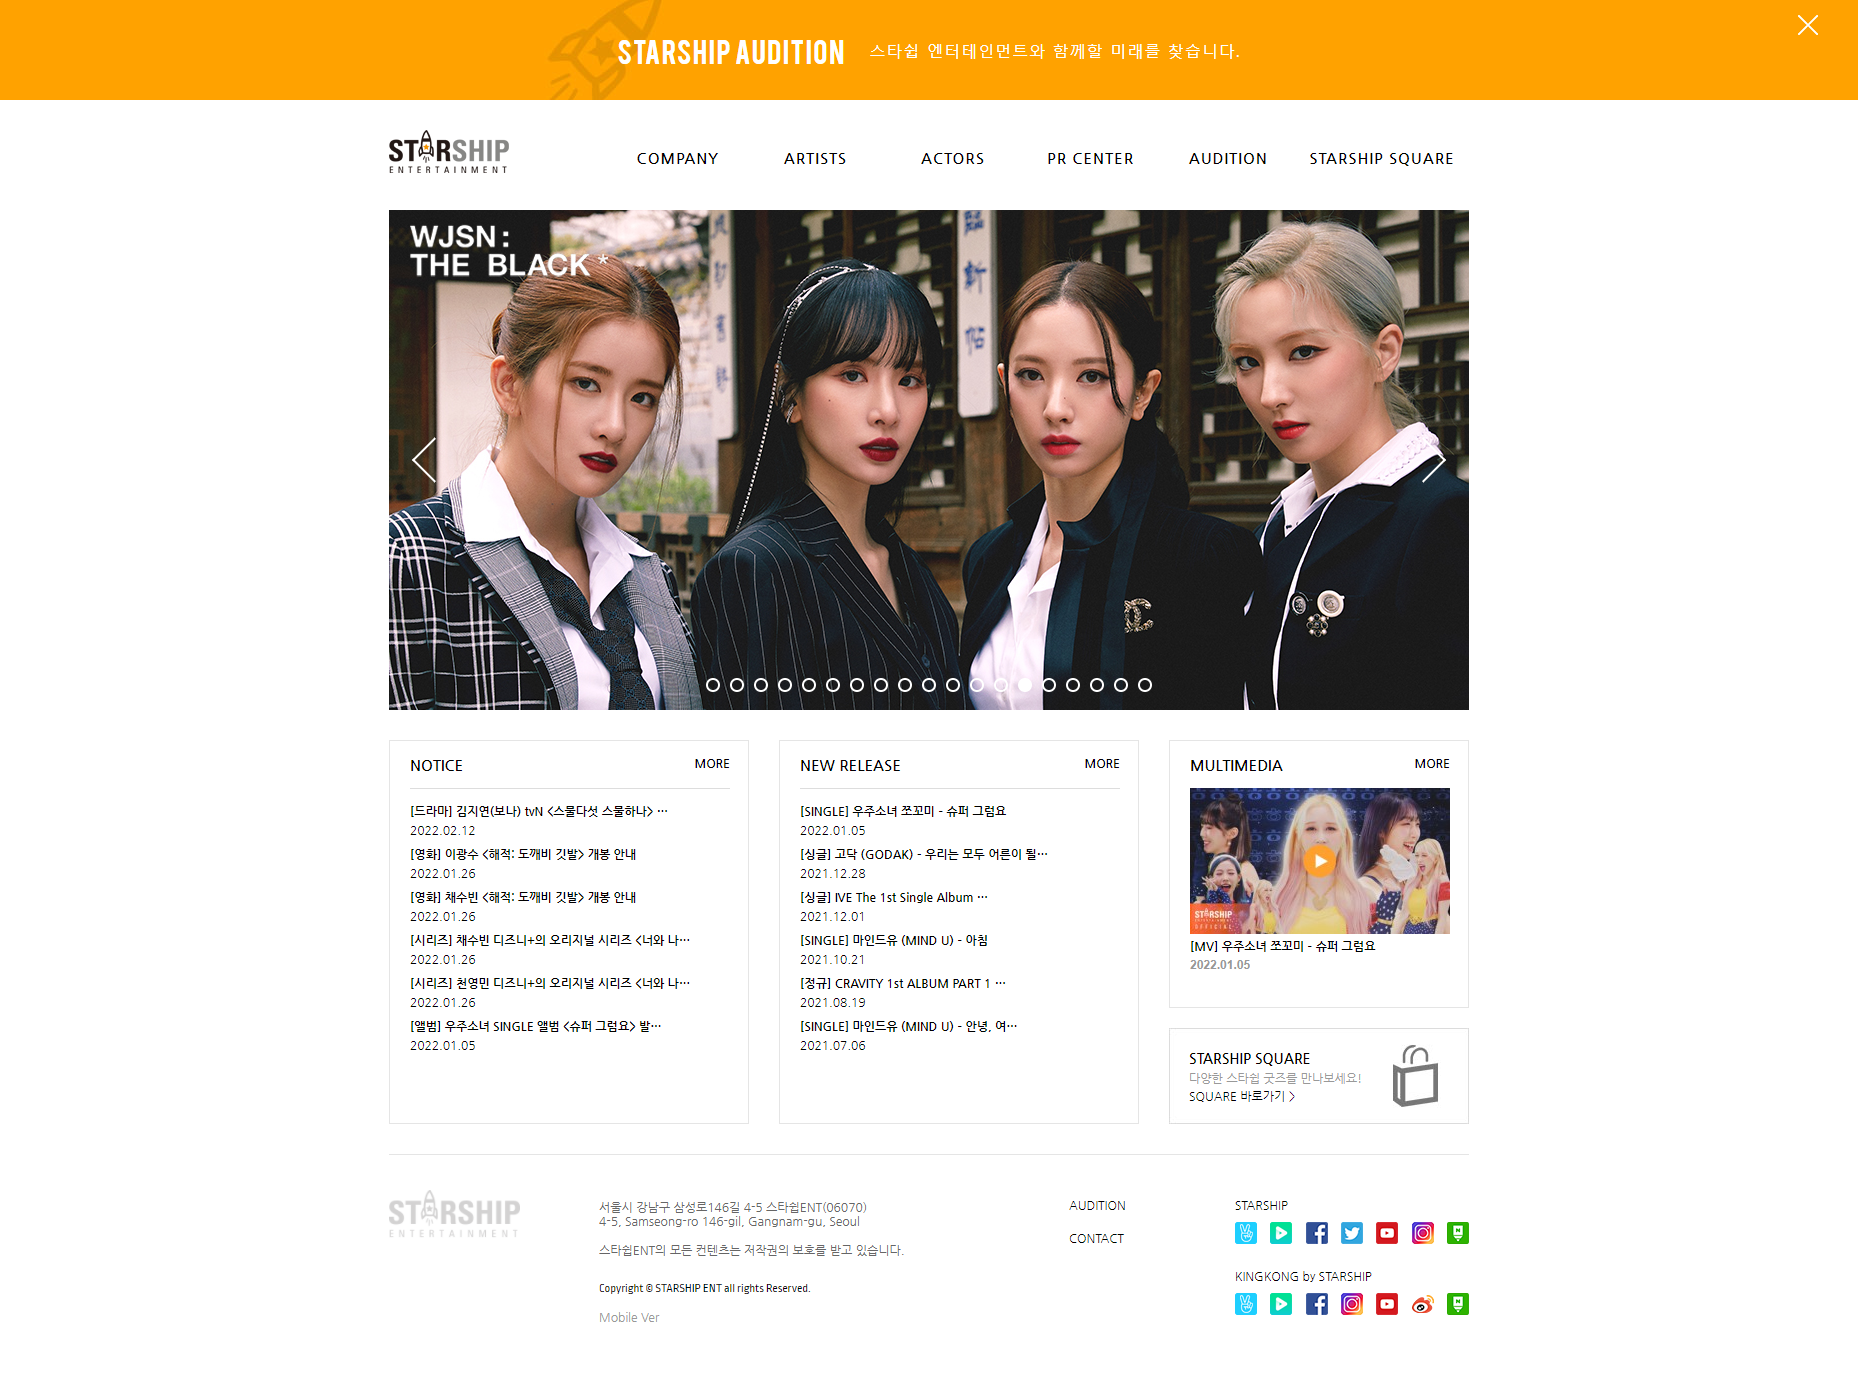 STARSHIP AUDITION 스타쉽 엔터테인먼트와 함께할 미래를 찾습니다.
STARSHIP
ENTERTAINMENT
COMPANY ARTISTS ACTORS PR CENTER AUDITION STARSHIP SQUARE
WJSN :
THE BLACK *
NOTICE MORE
[드라마] 김지연(보나) tvN <스물다섯 스물하나> ···
2022.02.12
[영화] 이광수 <해적: 도깨비 깃발> 개봉 안내
2022.01.26
[영화] 채수빈 <해적: 도깨비 깃발> 개봉 안내
2022.01.26
[시리즈] 채수빈 디즈니+의 오리지널 시리즈 <너와 나···
2022.01.26
[시리즈] 천영민 디즈니+의 오리지널 시리즈 <너와 나···
2022.01.26
[앨범] 우주소녀 SINGLE 앨범 <슈퍼 그럼요> 발···
2022.01.05
NEW RELEASE MORE
[SINGLE] 우주소녀 쪼꼬미 - 슈퍼 그럼요
2022.01.05
[싱글] 고닥 (GODAK) - 우리는 모두 어른이 될···
2021.12.28
[싱글] IVE The 1st Single Album ···
2021.12.01
[SINGLE] 마인드유 (MIND U) - 아침
2021.10.21
[정규] CRAVITY 1st ALBUM PART 1 ···
2021.08.19
[SINGLE] 마인드유 (MIND U) - 안녕, 여···
2021.07.06
MULTIMEDIA MORE
STARSHIP
OFFICIAL
[MV] 우주소녀 쪼꼬미 - 슈퍼 그럼요
2022.01.05
STARSHIP SQUARE
다양한 스타쉽 굿즈를 만나보세요!
SQUARE 바로가기 >
STARSHIP
ENTERTAINMENT
서울시 강남구 삼성로146길 4-5 스타쉽ENT(06070)
4-5, Samseong-ro 146-gil, Gangnam-gu, Seoul
스타쉽ENT의 모든 컨텐츠는 저작권의 보호를 받고 있습니다.
Copyright © STARSHIP ENT all rights Reserved.
Mobile Ver
AUDITION
CONTACT
STARSHIP
KINGKONG by STARSHIP